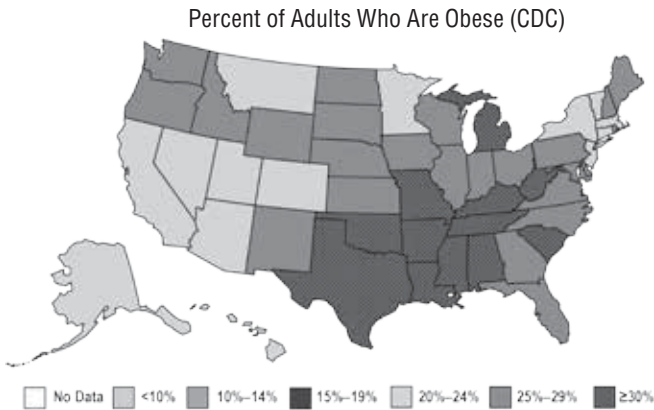 Percent of Adults Who Are Obese (CDC)
No Data <10% 10%–14% 15%–19% 20%–24% 25%–29% ≥30%